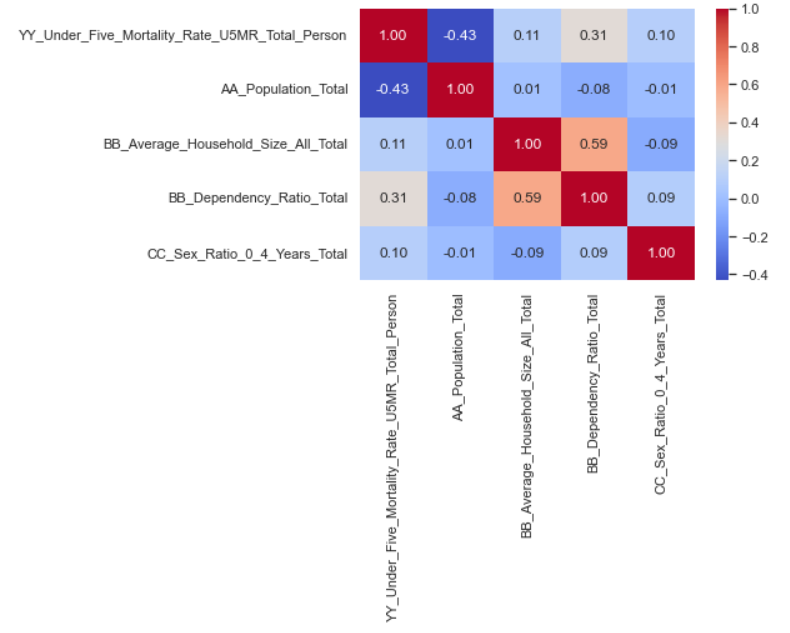 YY_Under_Five_Mortality_Rate_U5MR_Total_Person 1.00 -0.43 0.11 0.31 0.10
AA_Population_Total -0.43 1.00 0.01 -0.08 -0.01
BB_Average_Household_Size_All_Total 0.11 0.01 1.00 0.59 -0.09
BB_Dependency_Ratio_Total 0.31 -0.08 0.59 1.00 0.09
CC_Sex_Ratio_0_4_Years_Total 0.10 -0.01 -0.09 0.09 1.00
YY_Under_Five_Mortality_Rate_U5MR_Total_Person
AA_Population_Total
BB_Average_Household_Size_All_Total
BB_Dependency_Ratio_Total
CC_Sex_Ratio_0_4_Years_Total
1.0
0.8
0.6
0.4
0.2
0.0
−0.2
−0.4